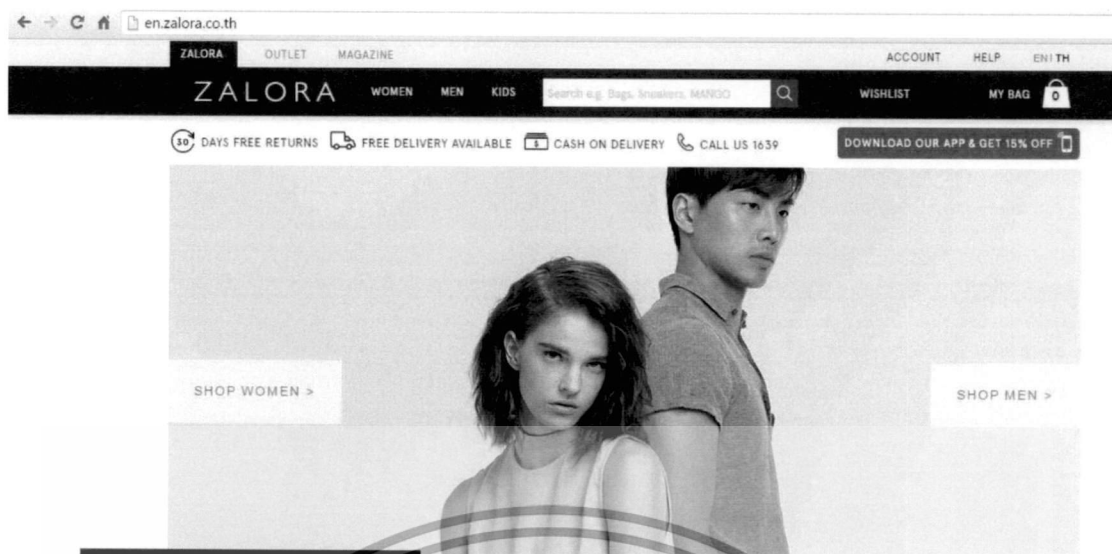 en.zalora.co.th
ZALORA OUTLET MAGAZINE ACCOUNT HELP EN|TH
ZALORA WOMEN MEN KIDS Search e.g. Bags, Sneakers, MANGO WISHLIST MY BAG 0
30 DAYS FREE RETURNS FREE DELIVERY AVAILABLE $ CASH ON DELIVERY CALL US 1639 DOWNLOAD OUR APP & GET 15% OFF
SHOP WOMEN > SHOP MEN >